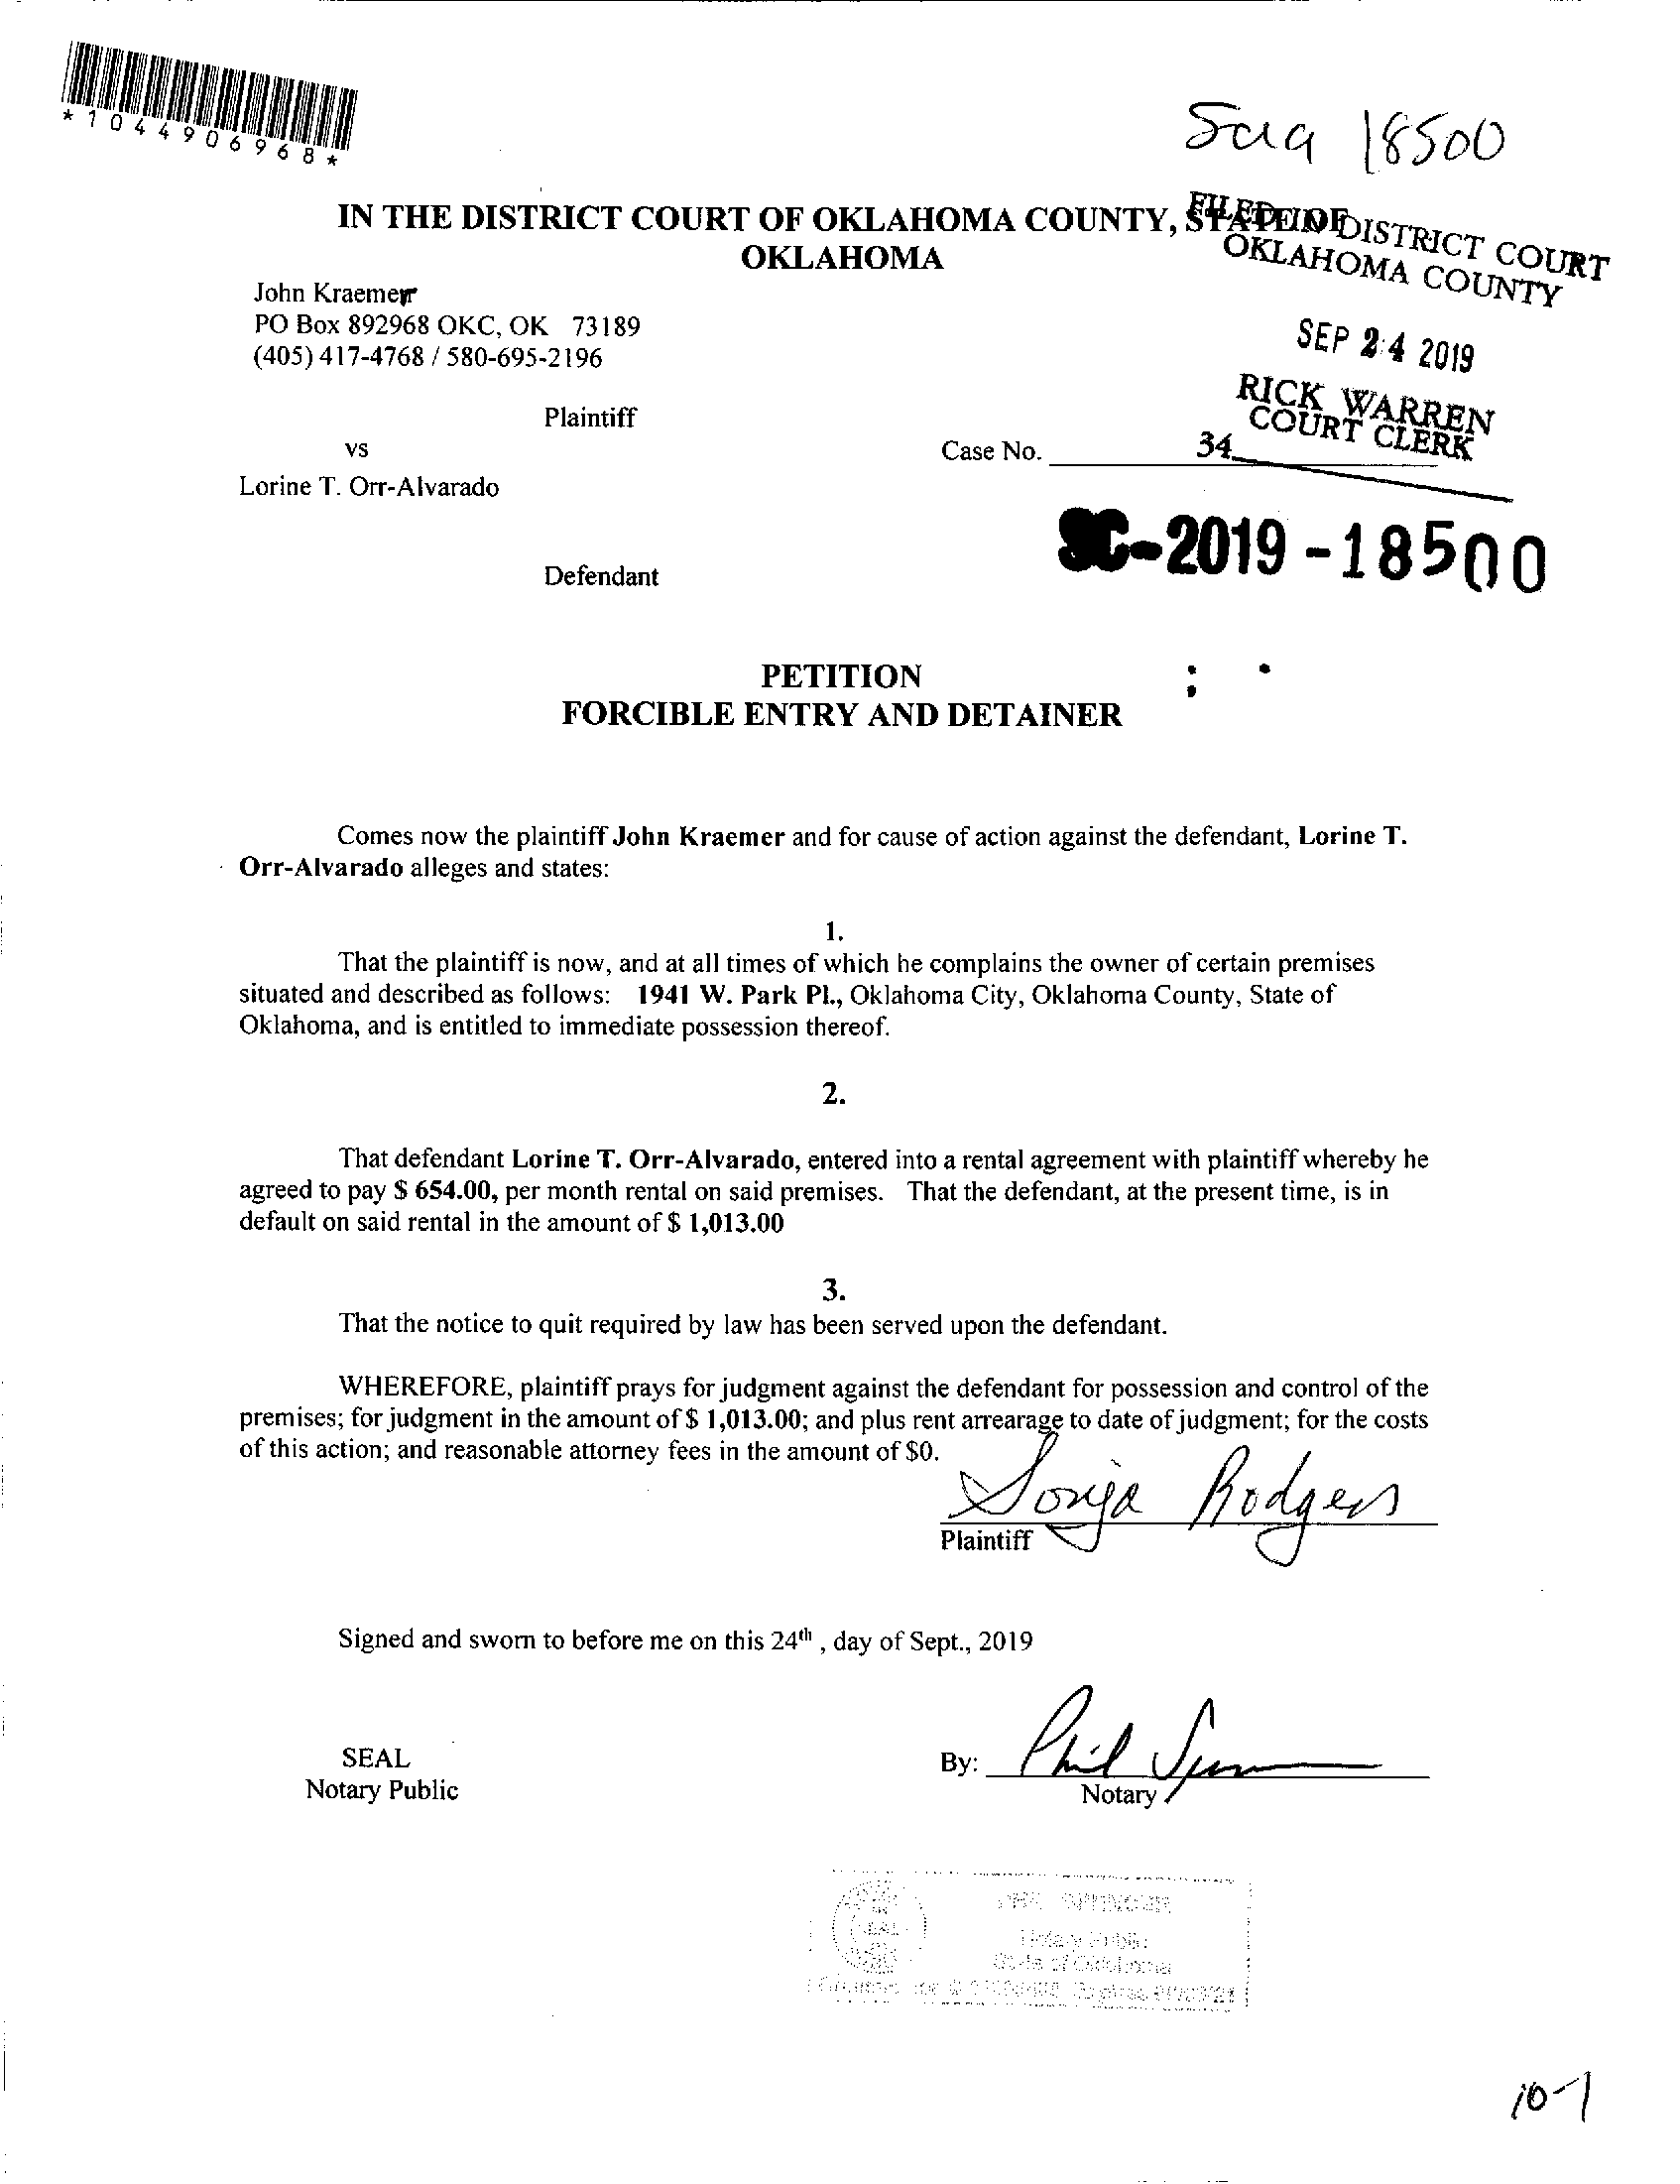 *1044906968*
18500
IN THE DISTRICT COURT OF OKLAHOMA COUNTY, STATE OF
OKLAHOMA
FILED IN DISTRICT COURT
OKLAHOMA COUNTY
John Kraemer
PO Box 892968 OKC, OK 73189
(405) 417-4768 / 580-695-2196
SEP 24 2019
RICK WARREN
COURT CLERK
Plaintiff
vs
Case No.
34
Lorine T. Orr-Alvarado
SC-2019-18500
Defendant
PETITION
FORCIBLE ENTRY AND DETAINER
Comes now the plaintiff John Kraemer and for cause of action against the defendant, Lorine T.
Orr-Alvarado alleges and states:
1.
That the plaintiff is now, and at all times of which he complains the owner of certain premises
situated and described as follows: 1941 W. Park Pl., Oklahoma City, Oklahoma County, State of
Oklahoma, and is entitled to immediate possession thereof.
2.
That defendant Lorine T. Orr-Alvarado, entered into a rental agreement with plaintiff whereby he
agreed to pay $ 654.00, per month rental on said premises. That the defendant, at the present time, is in
default on said rental in the amount of $ 1,013.00
3.
That the notice to quit required by law has been served upon the defendant.
WHEREFORE, plaintiff prays for judgment against the defendant for possession and control of the
premises; for judgment in the amount of $ 1,013.00; and plus rent arrearage to date of judgment; for the costs
of this action; and reasonable attorney fees in the amount of $0.
Sonja Rodgers
Plaintiff
Signed and sworn to before me on this 24th , day of Sept., 2019
SEAL
Notary Public
By: Phil
Notary
Notary Public
State of Oklahoma
10-1